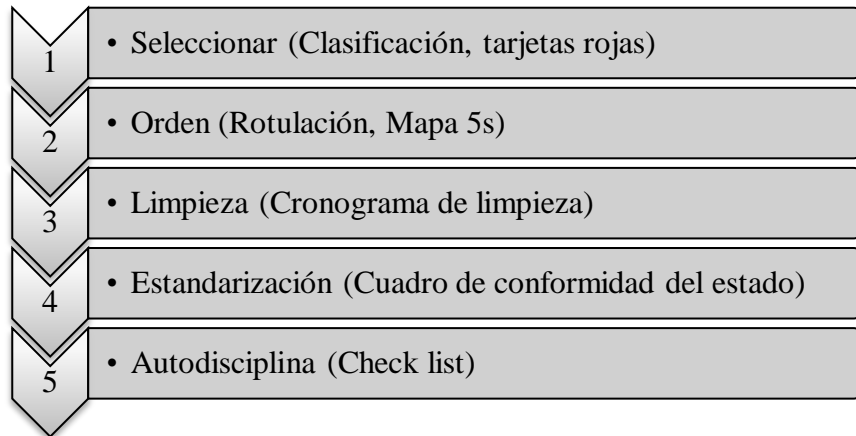 1
• Seleccionar (Clasificación, tarjetas rojas)
2
• Orden (Rotulación, Mapa 5s)
3
• Limpieza (Cronograma de limpieza)
4
• Estandarización (Cuadro de conformidad del estado)
5
• Autodisciplina (Check list)